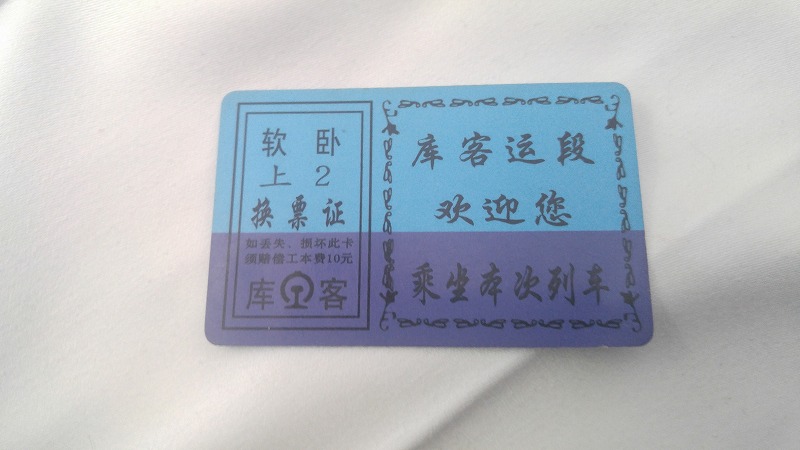 软卧
上 2
换票证
如丢失、损坏此卡
须赔偿工本费10元
库客
库客运段
欢迎您
乘坐本次列车